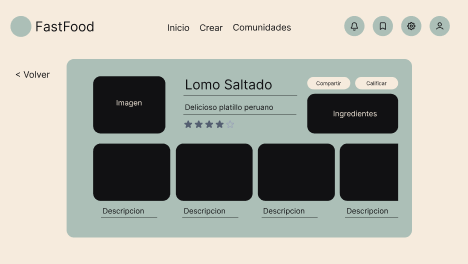 FastFood
Inicio Crear Comunidades
< Volver
Imagen
Lomo Saltado
Delicioso platillo peruano
Compartir Calificar
Ingredientes
Descripcion Descripcion Descripcion Descripcion